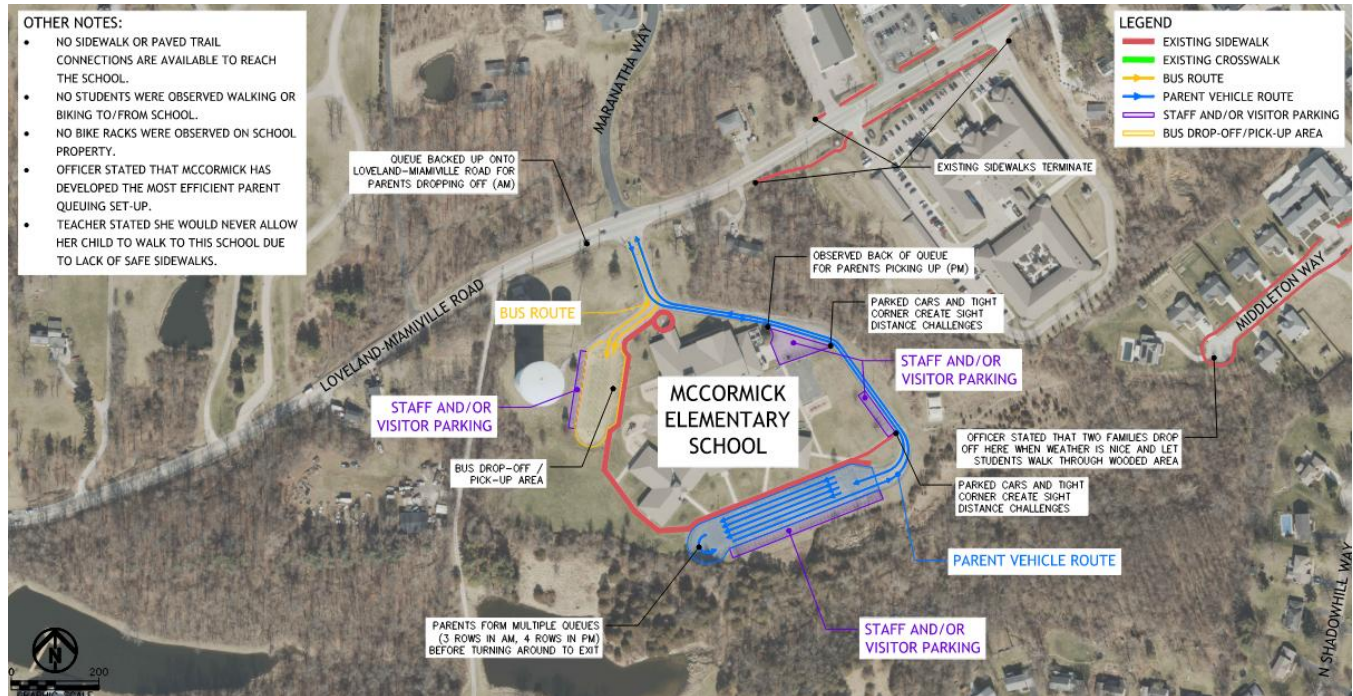 OTHER NOTES:
• NO SIDEWALK OR PAVED TRAIL
CONNECTIONS ARE AVAILABLE TO REACH
THE SCHOOL.
• NO STUDENTS WERE OBSERVED WALKING OR
BIKING TO/FROM SCHOOL.
• NO BIKE RACKS WERE OBSERVED ON SCHOOL
PROPERTY.
• OFFICER STATED THAT MCCORMICK HAS
DEVELOPED THE MOST EFFICIENT PARENT
QUEUING SET-UP.
• TEACHER STATED SHE WOULD NEVER ALLOW
HER CHILD TO WALK TO THIS SCHOOL DUE
TO LACK OF SAFE SIDEWALKS.
LEGEND
EXISTING SIDEWALK
EXISTING CROSSWALK
BUS ROUTE
PARENT VEHICLE ROUTE
STAFF AND/OR VISITOR PARKING
BUS DROP-OFF/PICK-UP AREA
MARANATHA WAY
QUEUE BACKED UP ONTO
LOVELAND-MIAMIVILLE ROAD FOR
PARENTS DROPPING OFF (AM)
EXISTING SIDEWALKS TERMINATE
LOVELAND-MIAMIVILLE ROAD
OBSERVED BACK OF QUEUE
FOR PARENTS PICKING UP (PM)
MIDDLETON WAY
PARKED CARS AND TIGHT
CORNER CREATE SIGHT
DISTANCE CHALLENGES
BUS ROUTE
STAFF AND/OR
VISITOR PARKING
MCCORMICK
ELEMENTARY
SCHOOL
STAFF AND/OR
VISITOR PARKING
OFFICER STATED THAT TWO FAMILIES DROP
OFF HERE WHEN WEATHER IS NICE AND LET
STUDENTS WALK THROUGH WOODED AREA
BUS DROP-OFF /
PICK-UP AREA
PARKED CARS AND TIGHT
CORNER CREATE SIGHT
DISTANCE CHALLENGES
PARENT VEHICLE ROUTE
PARENTS FORM MULTIPLE QUEUES
(3 ROWS IN AM, 4 ROWS IN PM)
BEFORE TURNING AROUND TO EXIT
STAFF AND/OR
VISITOR PARKING
N SHADOWHILL WAY
N
0 200